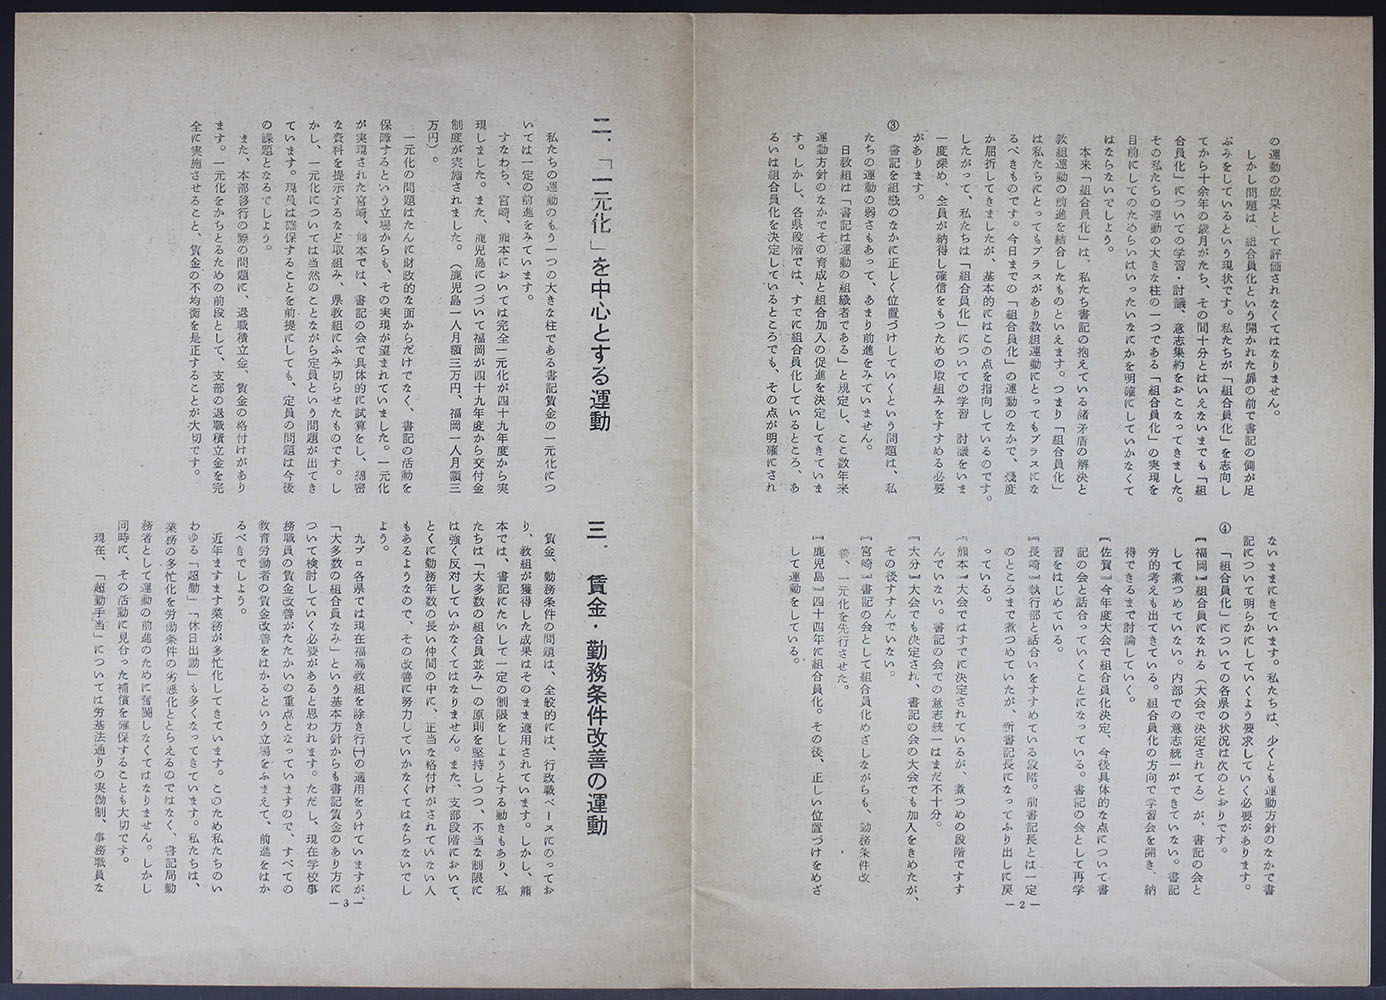 の運動の成果として評価されなくてはなりません。
しかし問題は、組合員化という開かれた扉の前で書記の側が足
ぶみをしているという現状です。私たちが「組合員化」を志向し
てから十余年の歳月がたち、その間十分とはいえないまでも「組
合員化」についての学習・討議、意志集約をおこなってきました。
その私たちの運動の大きな柱の一つである「組合員化」の実現を
目前にしてのためらいはいったいなにかを明確にしていかなくて
はならないでしょう。
本来「組合員化」は、私たち書記の抱えている諸矛盾の解決と
教組運動の前進を結合したものといえます。つまり「組合員化」
は私たちにとってもプラスがあり教組運動にとってもプラスにな
るべきものです。今日までの「組合員化」の運動のなかで、幾度
か屈折してきましたが、基本的にはこの点を指向しているのです。
したがって、私たちは「組合員化」についての学習 討議をいま
一度深め、全員が納得し確信をもつための取組みをすすめる必要
があります。
③ 書記を組織のなかに正しく位置づけしていくという問題は、私
たちの運動の弱さもあって、あまり前進をみていません。
日教組は「書記は運動の組織者である」と規定し、ここ数年来
運動方針のなかでその育成と組合加入の促進を決定してきていま
す。しかし、各県段階では、すでに組合員化しているところ、あ
るいは組合員化を決定しているところでも、その点が明確にされ
ないままにきています。私たちは、少くとも運動方針のなかで書
記について明らかにしていくよう要求していく必要があります。
④ 「組合員化」についての各県の状況は次のとおりです。
〖福岡〗組合員になれる(大会で決定されてる)が、書記の会と
して煮つめていない。内部での意志統一ができていない。書記
労的考えも出てきている。組合員化の方向で学習会を開き、納
得できるまで討論していく。
〖佐賀〗今年度大会で組合員化決定、今後具体的な点について書
記の会と話合っていくことになっている。書記の会として再学
習をはじめている。
〖長崎〗執行部と話合いをすすめている段階。前書記長とは一定
のところまで煮つめていたが、新書記長になってふり出しに戻
っている。
〖熊本〗大会ではすでに決定されているが、煮つめの段階ですす
んでいない。書記の会での意志統一はまだ不十分。
〖大分〗大会でも決定され、書記の会の大会でも加入をきめたが、
その後すすんでいない。
〖宮崎〗書記の会として組合員化めざしながらも、勤務条件改
善、一元化を先行させた。
〖鹿児島〗四十四年に組合員化。その後、正しい位置づけをめざ
して運動をしている。
― 2 ―
二.「一元化」を中心とする運動
私たちの運動のもう一つの大きな柱である書記賃金の一元化につ
いては一定の前進をみています。
すなわち、宮崎、熊本においては完全一元化が四十九年度から実
現しました。また、鹿児島につづいて福岡が四十九年度から交付金
制度が実施されました。(鹿児島一人月額三万円、福岡一人月額三
万円)。
一元化の問題はたんに財政的な面からだけでなく、書記の活動を
保障するという立場からも、その実現が望まれていました。一元化
が実現された宮崎、熊本では、書記の会で具体的に試算をし、綿密
な資料を提示するなど取組み、県教組にふみ切らせたものです。し
かし、一元化については当然のことながら定員という問題が出てき
ています。現員は確保することを前提にしても、定員の問題は今後
の課題となるでしょう。
また、本部移行の際の問題に、退職積立金、賃金の格付けがあり
ます。一元化をかちとるための前段として、支部の退職積立金を完
全に実施させること、賃金の不均衡を是正することが大切です。
三. 賃金・勤務条件改善の運動
賃金、勤務条件の問題は、全般的には、行政職ベースにのってお
り、教組が獲得した成果はそのまま適用されています。しかし、熊
本では、書記にたいして一定の制限をしようとする動きもあり、私
たちは「大多数の組合員並み」の原則を堅持しつつ、不当な制限に
は強く反対していかなくてはなりません。また、支部段階において、
とくに勤務年数の長い仲間の中に、正当な格付けがされていない人
もあるようなので、その改善に努力していかなくてはならないでし
ょう。
九ブロ各県では現在福高教組を除き行㈠の適用をうけていますが、
「大多数の組合員なみ」という基本方針からも書記賃金のあり方に
ついて検討していく必要があると思われます。ただし、現在学校事
務職員の賃金改善がたたかいの重点となっていますので、すべての
教育労働者の賃金改善をはかるという立場をふまえて、前進をはか
るべきでしょう。
近年ますます業務が多忙化してきています。このため私たちのい
わゆる「超勤」「休日出勤」も多くなってきています。私たちは、
業務の多忙化を労働条件の劣悪化ととらえるのではなく、書記局勤
務者として運動の前進のために奮闘しなくてはなりません。しかし
同時に、その活動に見合った補償を確保することも大切です。
現在、「超勤手当」については労基法通りの実働制、事務職員な
― 3 ―
2